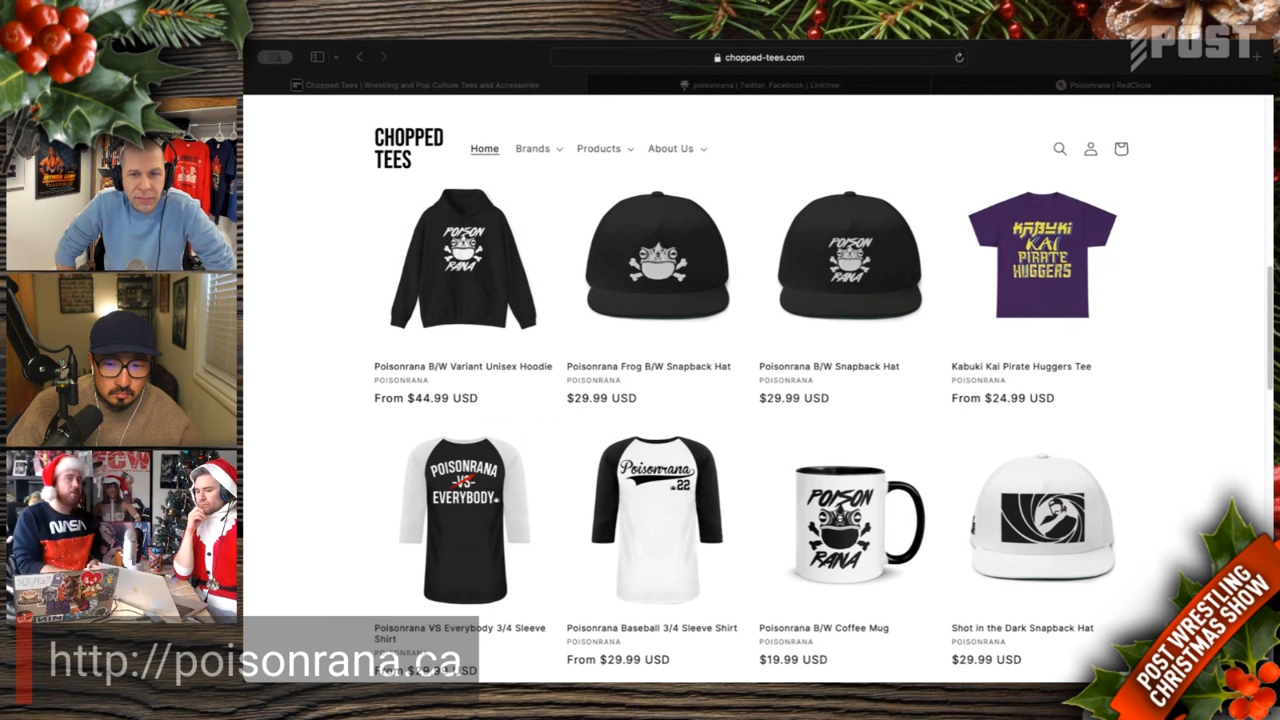 POST
chopped-tees.com
Chopped Tees | Wrestling and Pop Culture Tees and Accessories
poisonrana | Twitter, Facebook | Linktree
Poisonrana | RedCircle
CHOPPED
TEES
Home
Brands
Products
About Us
POISON
RANA
POISON
RANA
KABUKI
KAI
PIRATE
HUGGERS
Poisonrana B/W Variant Unisex Hoodie
POISONRANA
From $44.99 USD
Poisonrana Frog B/W Snapback Hat
POISONRANA
$29.99 USD
Poisonrana B/W Snapback Hat
POISONRANA
$29.99 USD
Kabuki Kai Pirate Huggers Tee
POISONRANA
From $24.99 USD
POISONRANA
-VS-
EVERYBODY
Poisonrana
22
POISON
RANA
Poisonrana VS Everybody 3/4 Sleeve
Shirt
POISONRANA
From $29.99 USD
Poisonrana Baseball 3/4 Sleeve Shirt
POISONRANA
From $29.99 USD
Poisonrana B/W Coffee Mug
POISONRANA
$19.99 USD
Shot in the Dark Snapback Hat
POISONRANA
$29.99 USD
ECW
NASA
http://poisonrana.ca
POST WRESTLING
CHRISTMAS SHOW